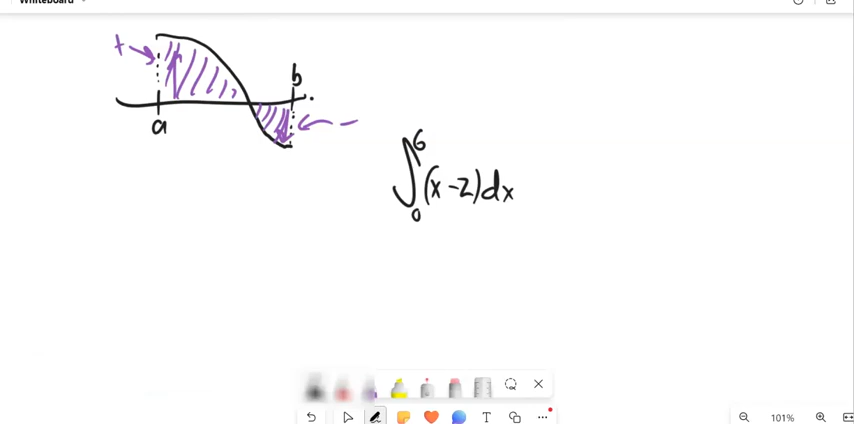 Whiteboard
+
b
a
−
∫₀⁶ (x−2)dx
T
101%